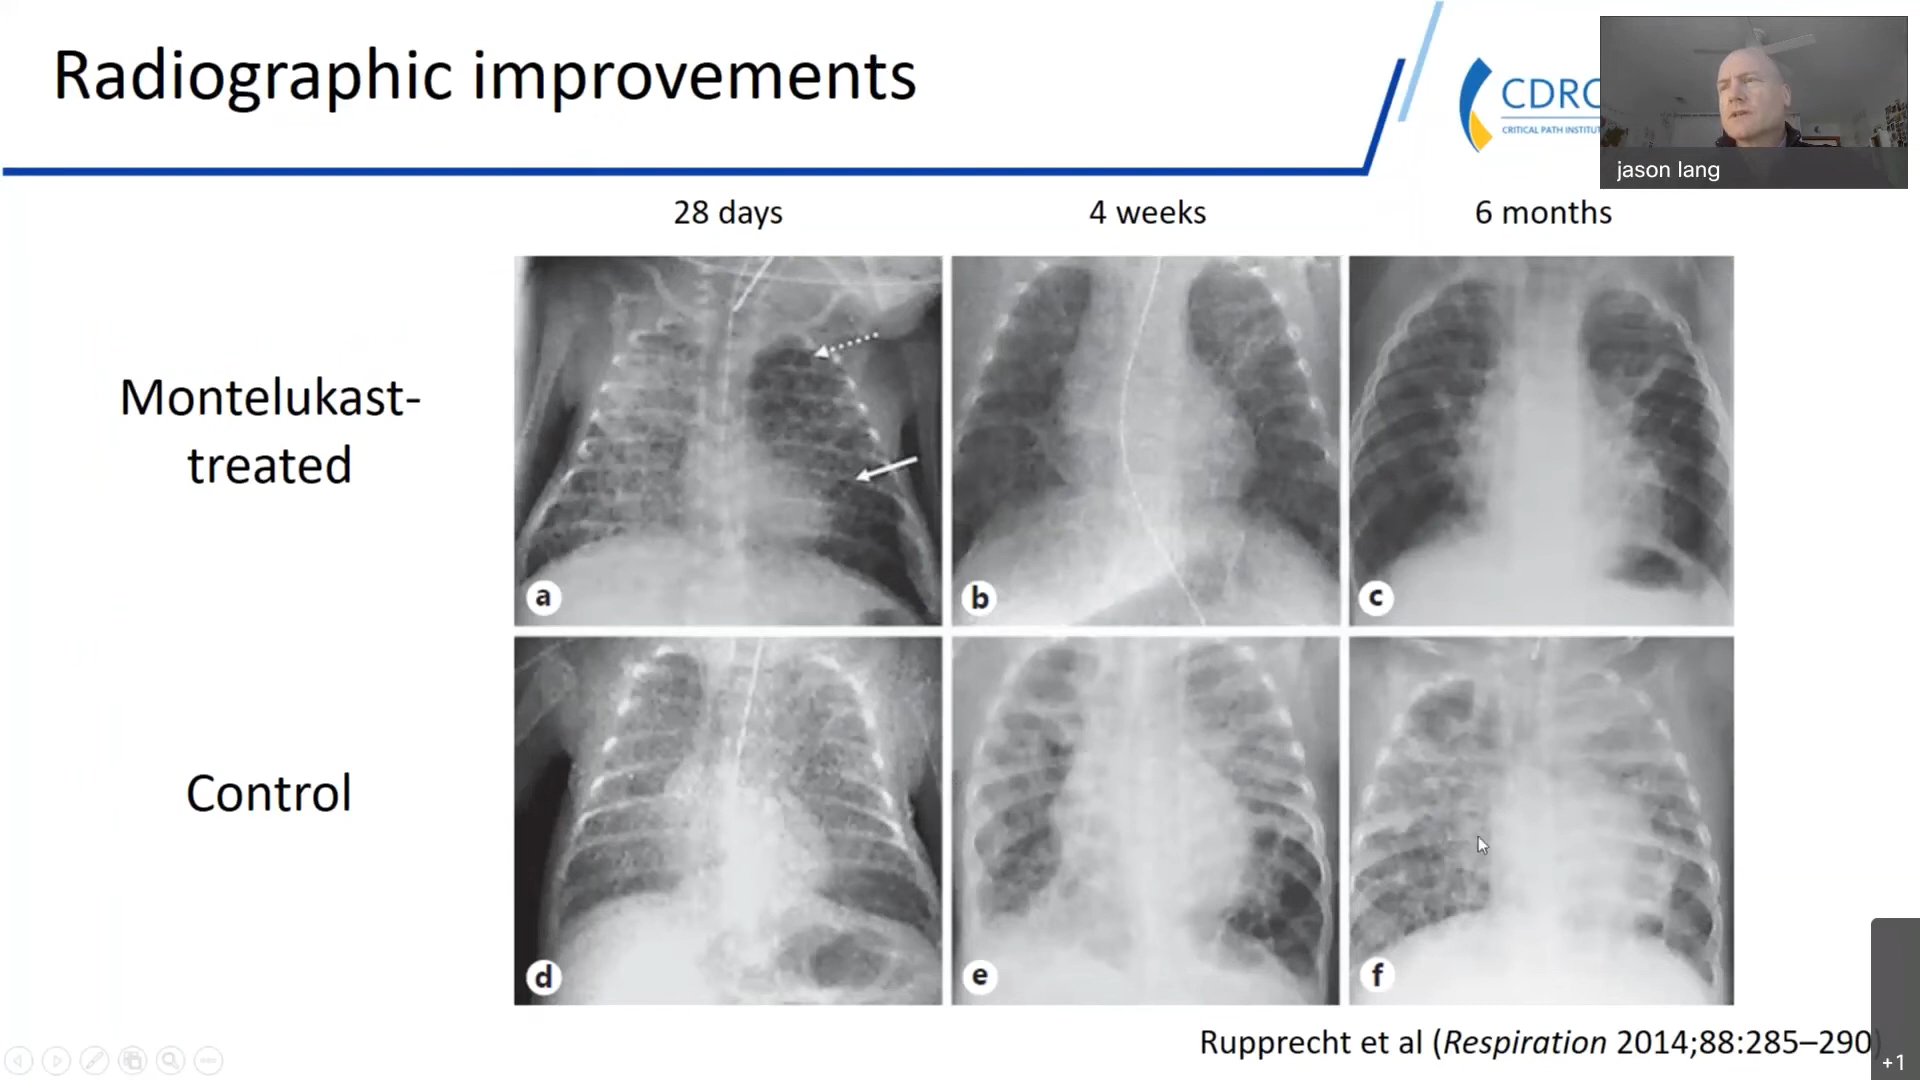 Radiographic improvements
CDRC
CRITICAL PATH INSTITU
jason lang
28 days
4 weeks
6 months
Montelukast-
treated
a
b
c
Control
d
e
f
Rupprecht et al (Respiration 2014;88:285–290)
+1